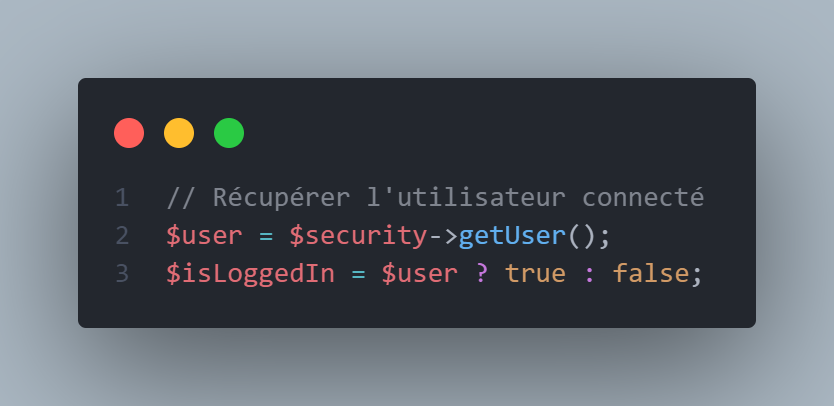 1 // Récupérer l'utilisateur connecté
2 $user = $security->getUser();
3 $isLoggedIn = $user ? true : false;